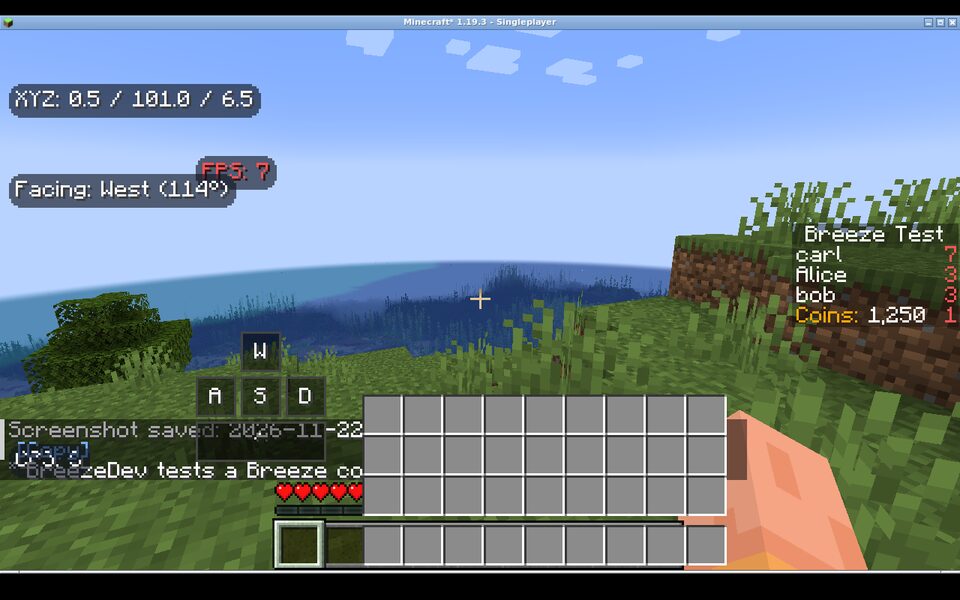 Minecraft* 1.19.3 - Singleplayer
XYZ: 0.5 / 101.0 / 6.5
FPS: 7
Facing: West (114°)
Breeze Test
carl 7
Alice 3
bob 3
Coins: 1,250 1
W
A S D
Screenshot saved: 2026-11-22
[Copy]
* BreezeDev tests a Breeze co